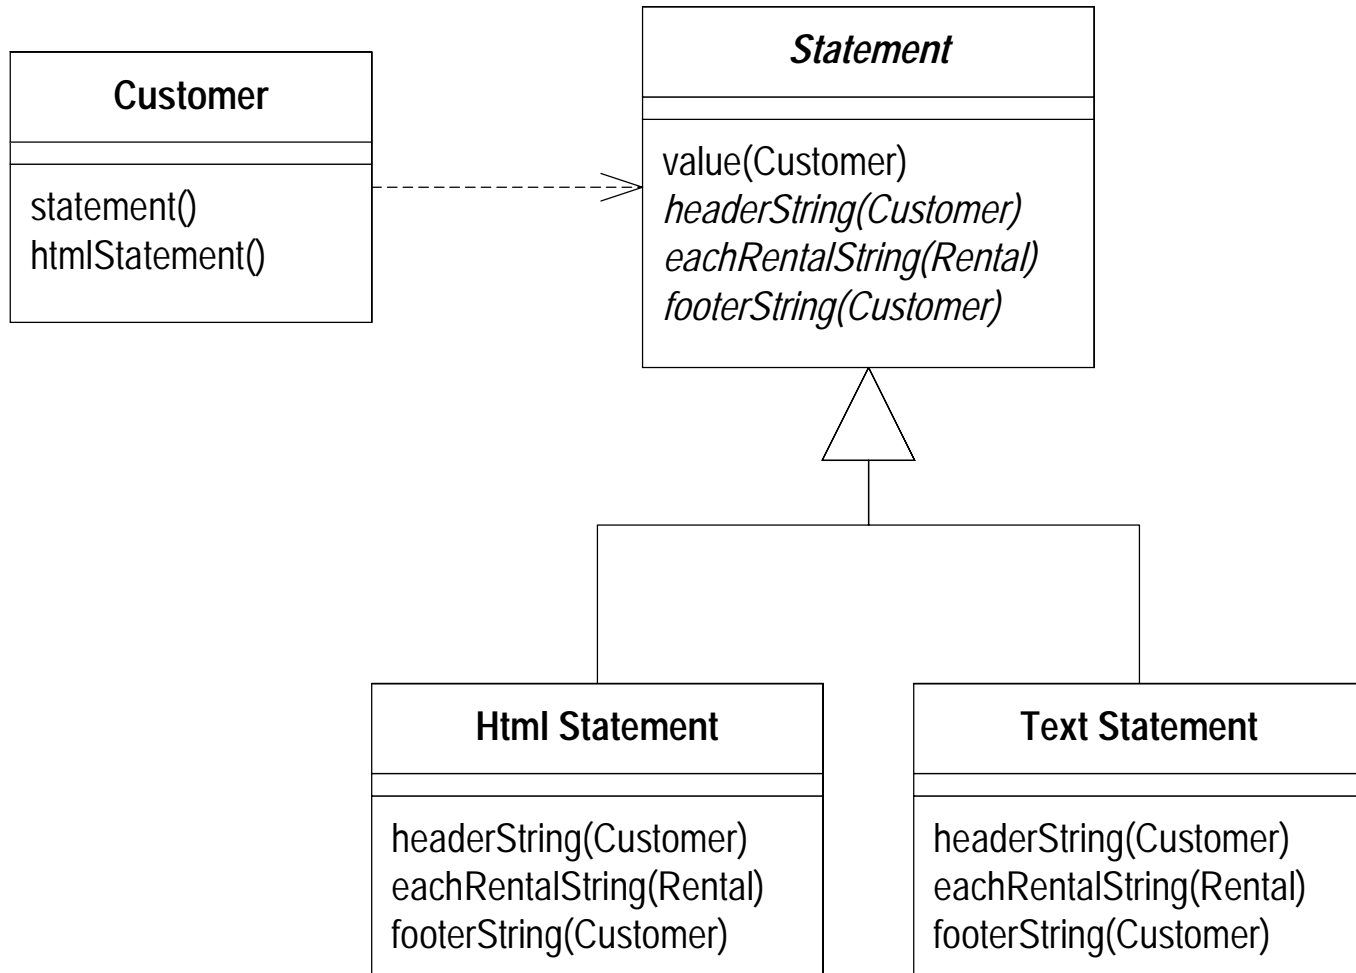 Customer
statement()
htmlStatement()
Statement
value(Customer)
headerString(Customer)
eachRentalString(Rental)
footerString(Customer)
Html Statement
headerString(Customer)
eachRentalString(Rental)
footerString(Customer)
Text Statement
headerString(Customer)
eachRentalString(Rental)
footerString(Customer)